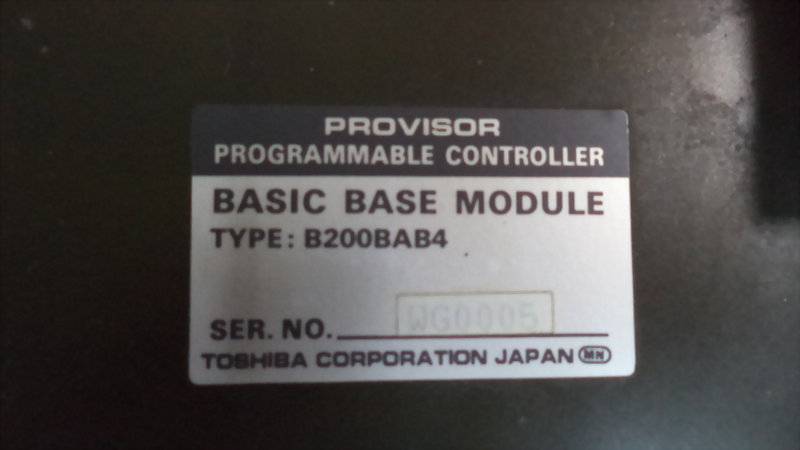 PROVISOR
PROGRAMMABLE CONTROLLER
BASIC BASE MODULE
TYPE: B200BAB4
SER. NO. WG0005
TOSHIBA CORPORATION JAPAN MN